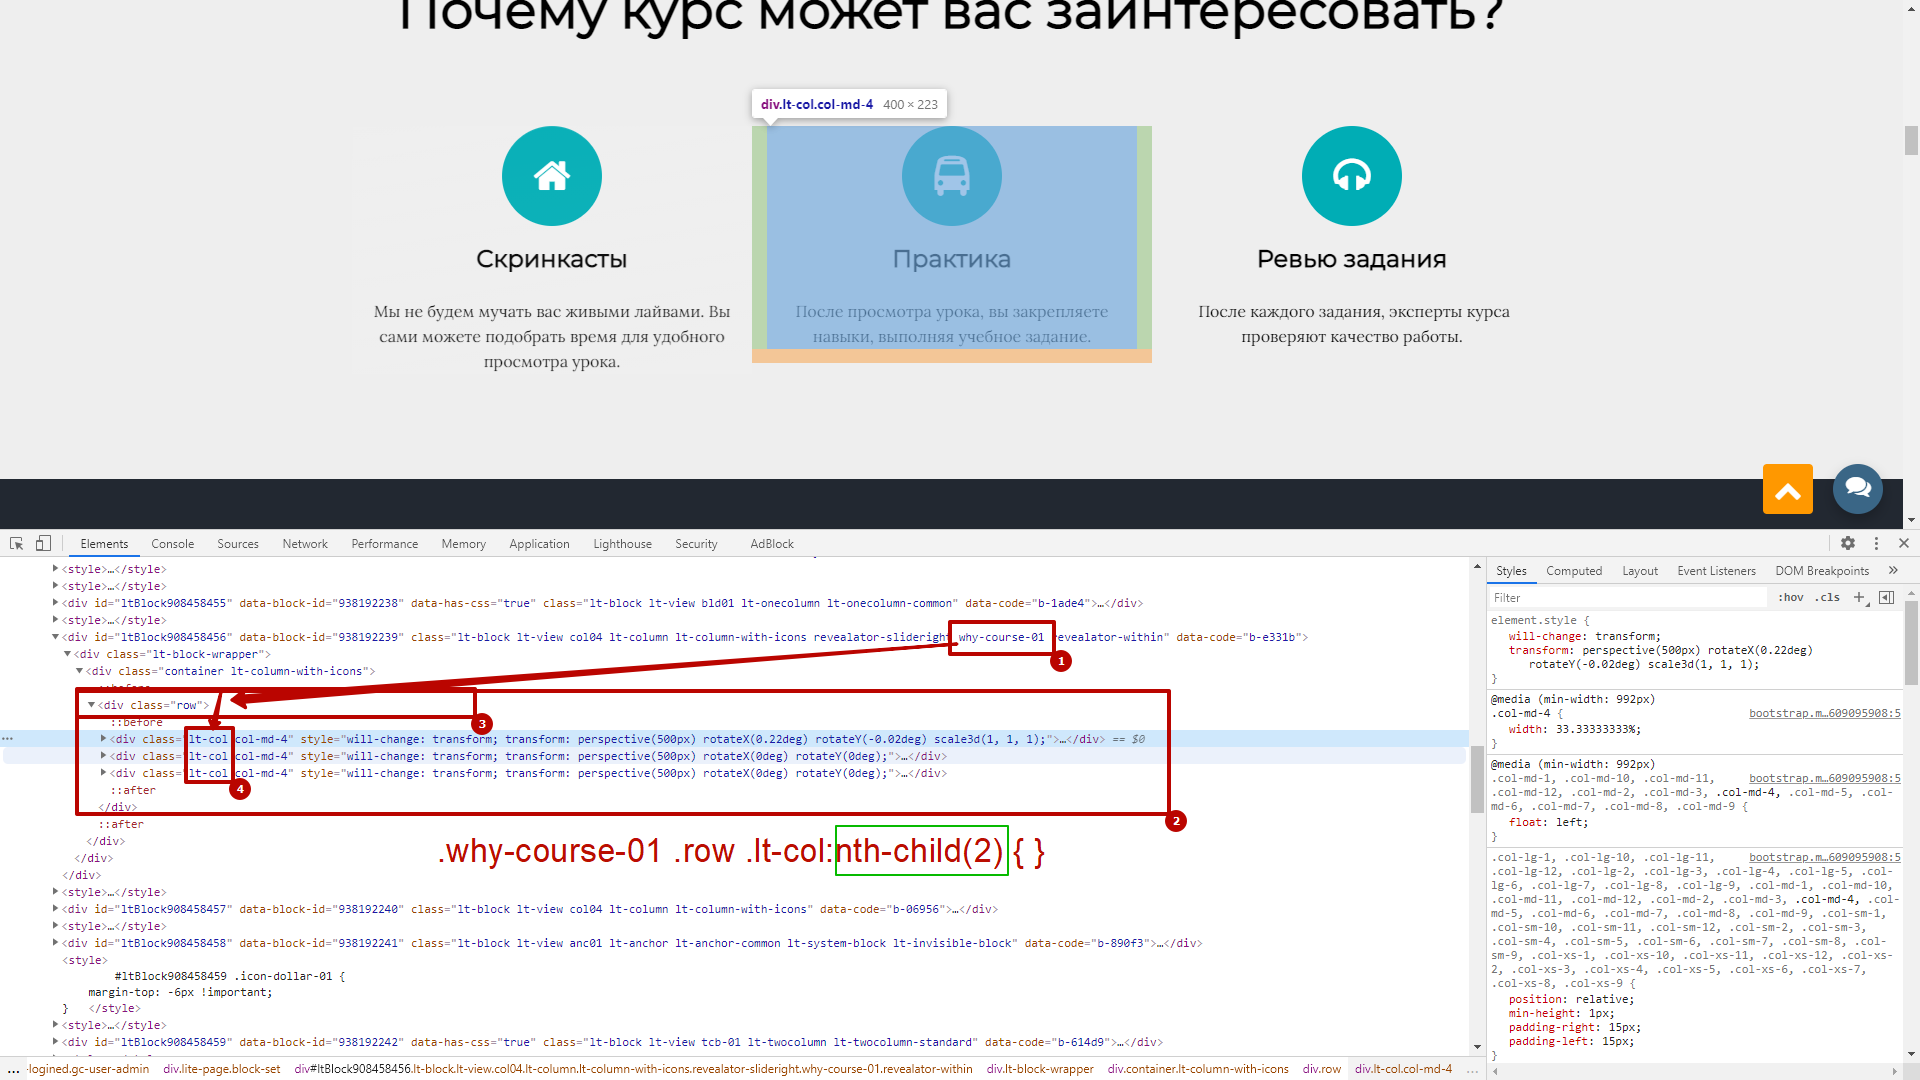 Почему курс может вас заинтересовать?
div.lt-col.col-md-4 400 × 223
Скринкасты
Мы не будем мучать вас живыми лайвами. Вы
сами можете подобрать время для удобного
просмотра урока.
Практика
После просмотра урока, вы закрепляете
навыки, выполняя учебное задание.
Ревью задания
После каждого задания, эксперты курса
проверяют качество работы.
Elements Console Sources Network Performance Memory Application Lighthouse Security AdBlock
<style>…</style>
<style>…</style>
<div id="ltBlock908458455" data-block-id="938192238" data-has-css="true" class="lt-block lt-view bld01 lt-onecolumn lt-onecolumn-common" data-code="b-1ade4">…</div>
<style>…</style>
<div id="ltBlock908458456" data-block-id="938192239" class="lt-block lt-view col04 lt-column lt-column-with-icons revealator-slideright why-course-01 revealator-within" data-code="b-e331b">
1
<div class="lt-block-wrapper">
<div class="container lt-column-with-icons">
::before
<div class="row">
3
::before
<div class="lt-col col-md-4" style="will-change: transform; transform: perspective(500px) rotateX(0.22deg) rotateY(-0.02deg) scale3d(1, 1, 1);">…</div> == $0
<div class="lt-col col-md-4" style="will-change: transform; transform: perspective(500px) rotateX(0deg) rotateY(0deg);">…</div>
<div class="lt-col col-md-4" style="will-change: transform; transform: perspective(500px) rotateX(0deg) rotateY(0deg);">…</div>
4
::after
</div>
2
::after
</div>
</div>
</div>
.why-course-01 .row .lt-col:nth-child(2) { }
<style>…</style>
<div id="ltBlock908458457" data-block-id="938192240" class="lt-block lt-view col04 lt-column lt-column-with-icons" data-code="b-06956">…</div>
<style>…</style>
<div id="ltBlock908458458" data-block-id="938192241" class="lt-block lt-view anc01 lt-anchor lt-anchor-common lt-system-block lt-invisible-block" data-code="b-890f3">…</div>
<style>
#ltBlock908458459 .icon-dollar-01 {
margin-top: -6px !important;
} </style>
<style>…</style>
<div id="ltBlock908458459" data-block-id="938192242" data-has-css="true" class="lt-block lt-view tcb-01 lt-twocolumn lt-twocolumn-standard" data-code="b-614d9">…</div>
... -logined.gc-user-admin div.lite-page.block-set div#ltBlock908458456.lt-block.lt-view.col04.lt-column.lt-column-with-icons.revealator-slideright.why-course-01.revealator-within div.lt-block-wrapper div.container.lt-column-with-icons div.row div.lt-col.col-md-4 ...
Styles Computed Layout Event Listeners DOM Breakpoints »
Filter :hov .cls +
element.style {
will-change: transform;
transform: perspective(500px) rotateX(0.22deg)
rotateY(-0.02deg) scale3d(1, 1, 1);
}
@media (min-width: 992px)
.col-md-4 { bootstrap.m…609095908:5
width: 33.33333333%;
}
@media (min-width: 992px)
.col-md-1, .col-md-10, .col-md-11, bootstrap.m…609095908:5
.col-md-12, .col-md-2, .col-md-3, .col-md-4, .col-md-5, .col-
md-6, .col-md-7, .col-md-8, .col-md-9 {
float: left;
}
.col-lg-1, .col-lg-10, .col-lg-11, bootstrap.m…609095908:5
.col-lg-12, .col-lg-2, .col-lg-3, .col-lg-4, .col-lg-5, .col-
lg-6, .col-lg-7, .col-lg-8, .col-lg-9, .col-md-1, .col-md-10,
.col-md-11, .col-md-12, .col-md-2, .col-md-3, .col-md-4, .col-
md-5, .col-md-6, .col-md-7, .col-md-8, .col-md-9, .col-sm-1,
.col-sm-10, .col-sm-11, .col-sm-12, .col-sm-2, .col-sm-3,
.col-sm-4, .col-sm-5, .col-sm-6, .col-sm-7, .col-sm-8, .col-
sm-9, .col-xs-1, .col-xs-10, .col-xs-11, .col-xs-12, .col-xs-
2, .col-xs-3, .col-xs-4, .col-xs-5, .col-xs-6, .col-xs-7,
.col-xs-8, .col-xs-9 {
position: relative;
min-height: 1px;
padding-right: 15px;
padding-left: 15px;
}